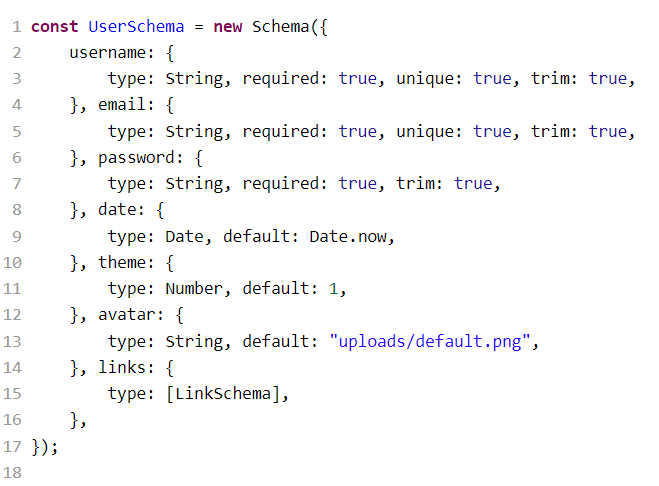 1 const UserSchema = new Schema({
2     username: {
3         type: String, required: true, unique: true, trim: true,
4     }, email: {
5         type: String, required: true, unique: true, trim: true,
6     }, password: {
7         type: String, required: true, trim: true,
8     }, date: {
9         type: Date, default: Date.now,
10     }, theme: {
11         type: Number, default: 1,
12     }, avatar: {
13         type: String, default: "uploads/default.png",
14     }, links: {
15         type: [LinkSchema],
16     },
17 });
18